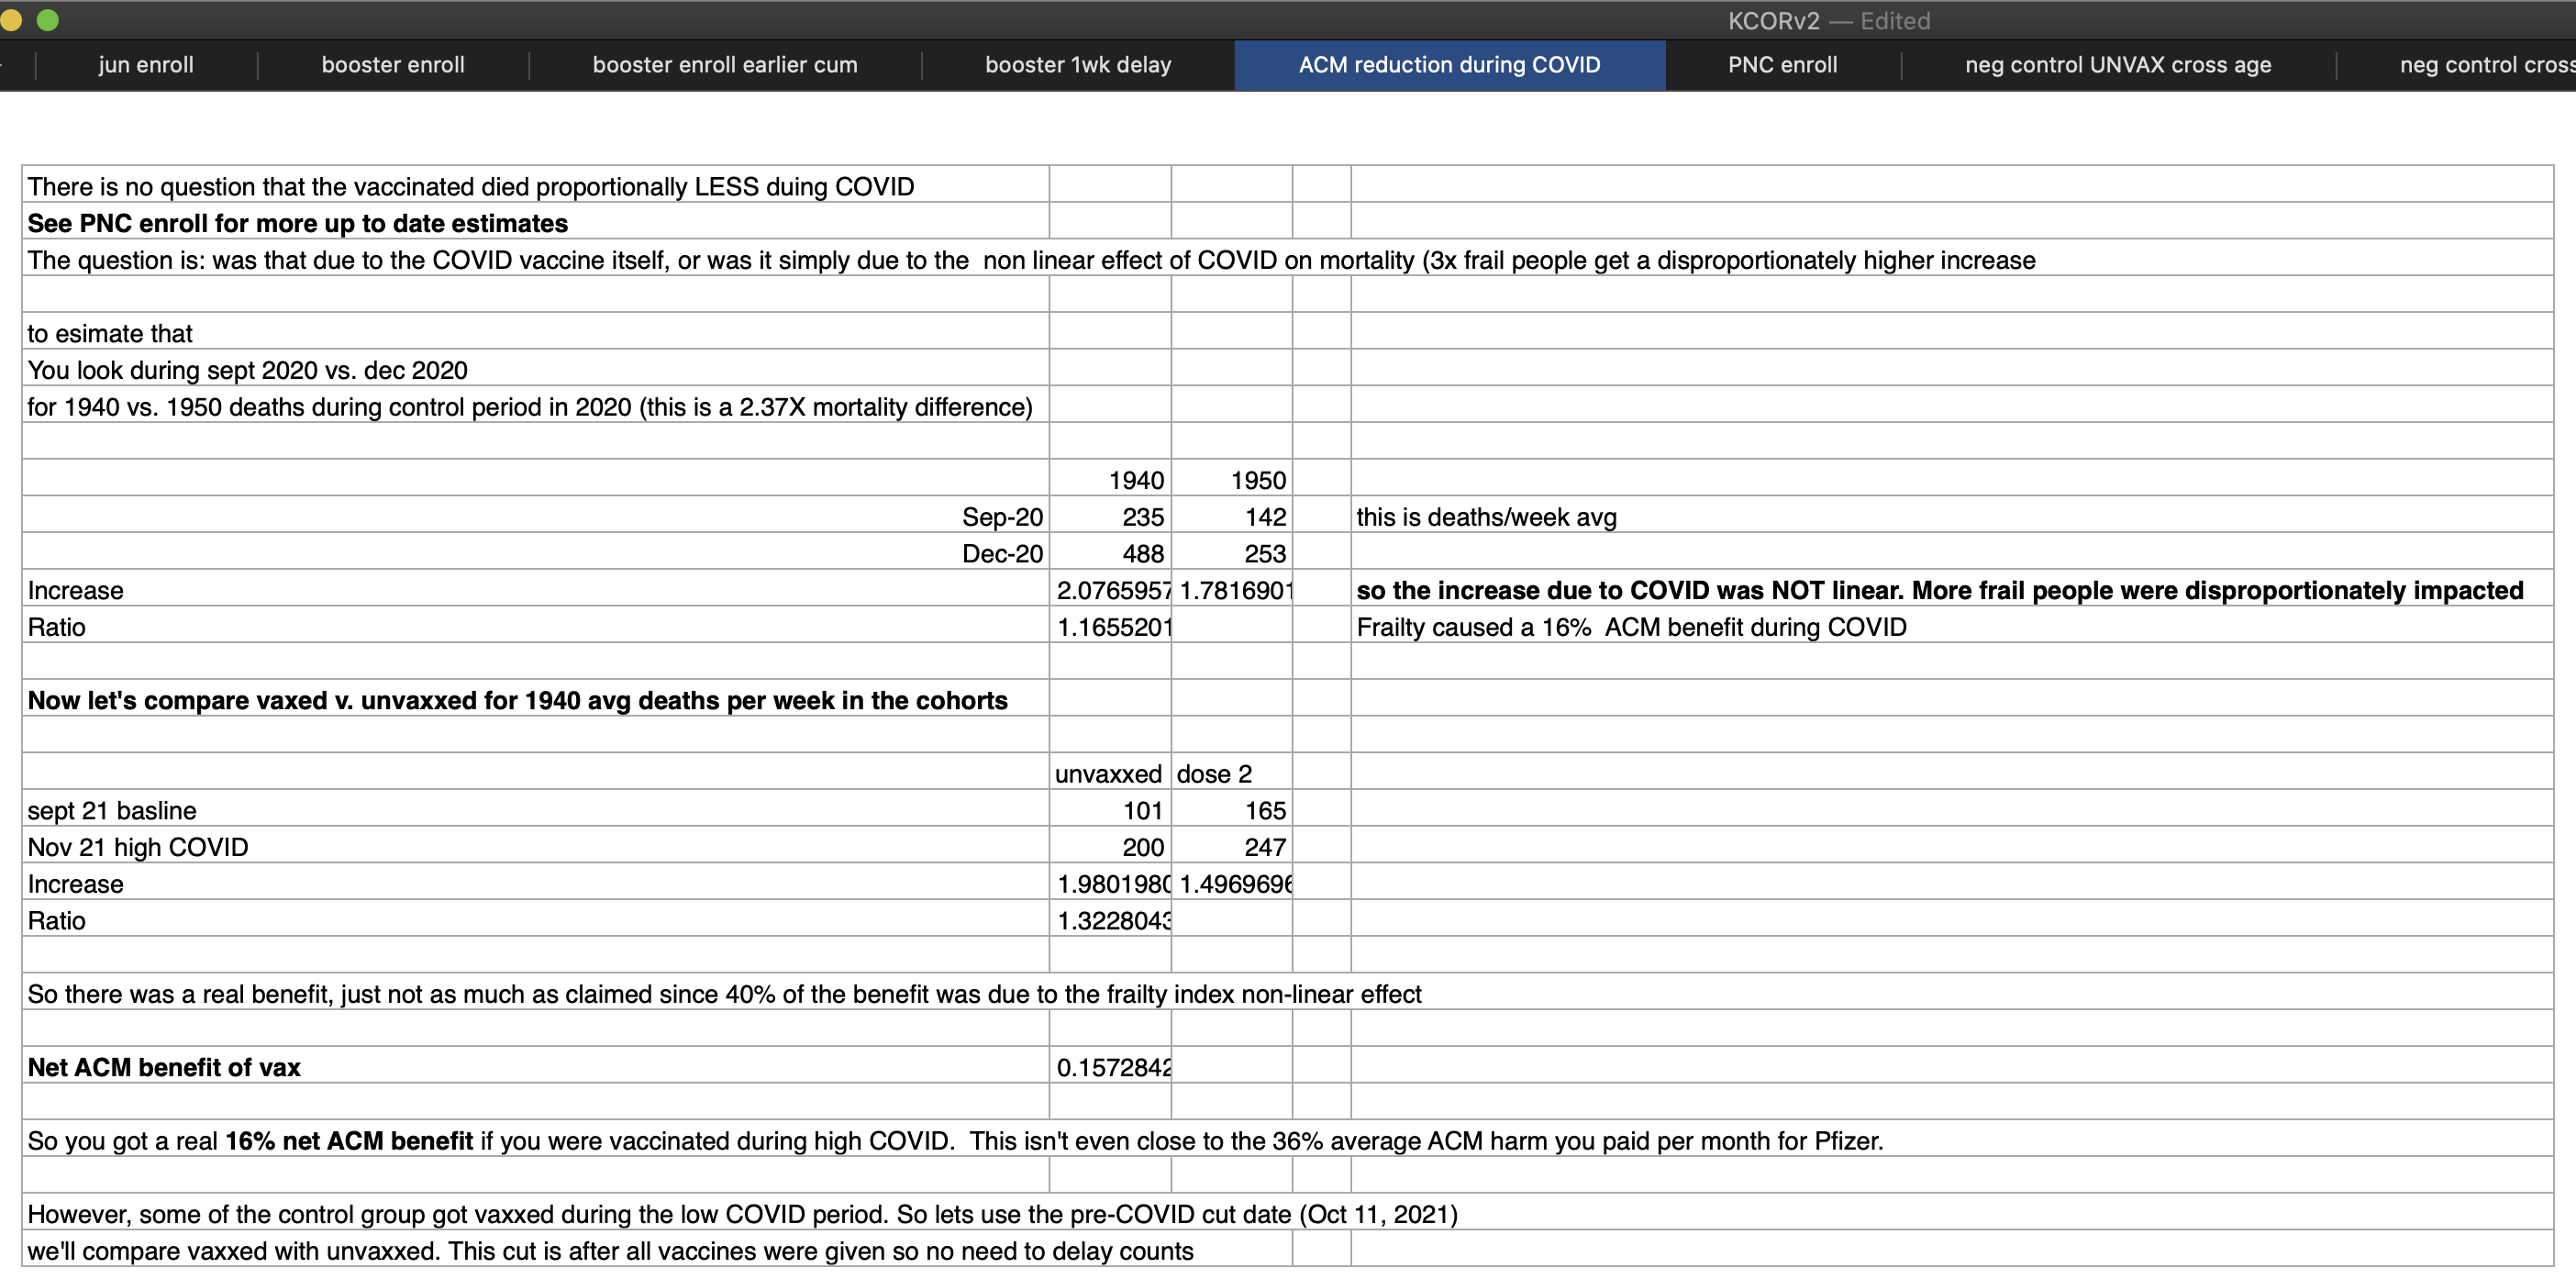 KCORv2 — Edited
jun enroll booster enroll booster enroll earlier cum booster 1wk delay ACM reduction during COVID PNC enroll neg control UNVAX cross age neg control cross
There is no question that the vaccinated died proportionally LESS duing COVID
See PNC enroll for more up to date estimates
The question is: was that due to the COVID vaccine itself, or was it simply due to the  non linear effect of COVID on mortality (3x frail people get a disproportionately higher increase
to esimate that
You look during sept 2020 vs. dec 2020
for 1940 vs. 1950 deaths during control period in 2020 (this is a 2.37X mortality difference)
1940 1950
Sep-20 235 142 this is deaths/week avg
Dec-20 488 253
Increase 2.0765957 1.7816901 so the increase due to COVID was NOT linear. More frail people were disproportionately impacted
Ratio 1.1655201 Frailty caused a 16%  ACM benefit during COVID
Now let's compare vaxed v. unvaxxed for 1940 avg deaths per week in the cohorts
unvaxxed dose 2
sept 21 basline 101 165
Nov 21 high COVID 200 247
Increase 1.9801980 1.4969696
Ratio 1.3228043
So there was a real benefit, just not as much as claimed since 40% of the benefit was due to the frailty index non-linear effect
Net ACM benefit of vax 0.1572842
So you got a real 16% net ACM benefit if you were vaccinated during high COVID.  This isn't even close to the 36% average ACM harm you paid per month for Pfizer.
However, some of the control group got vaxxed during the low COVID period. So lets use the pre-COVID cut date (Oct 11, 2021)
we'll compare vaxxed with unvaxxed. This cut is after all vaccines were given so no need to delay counts